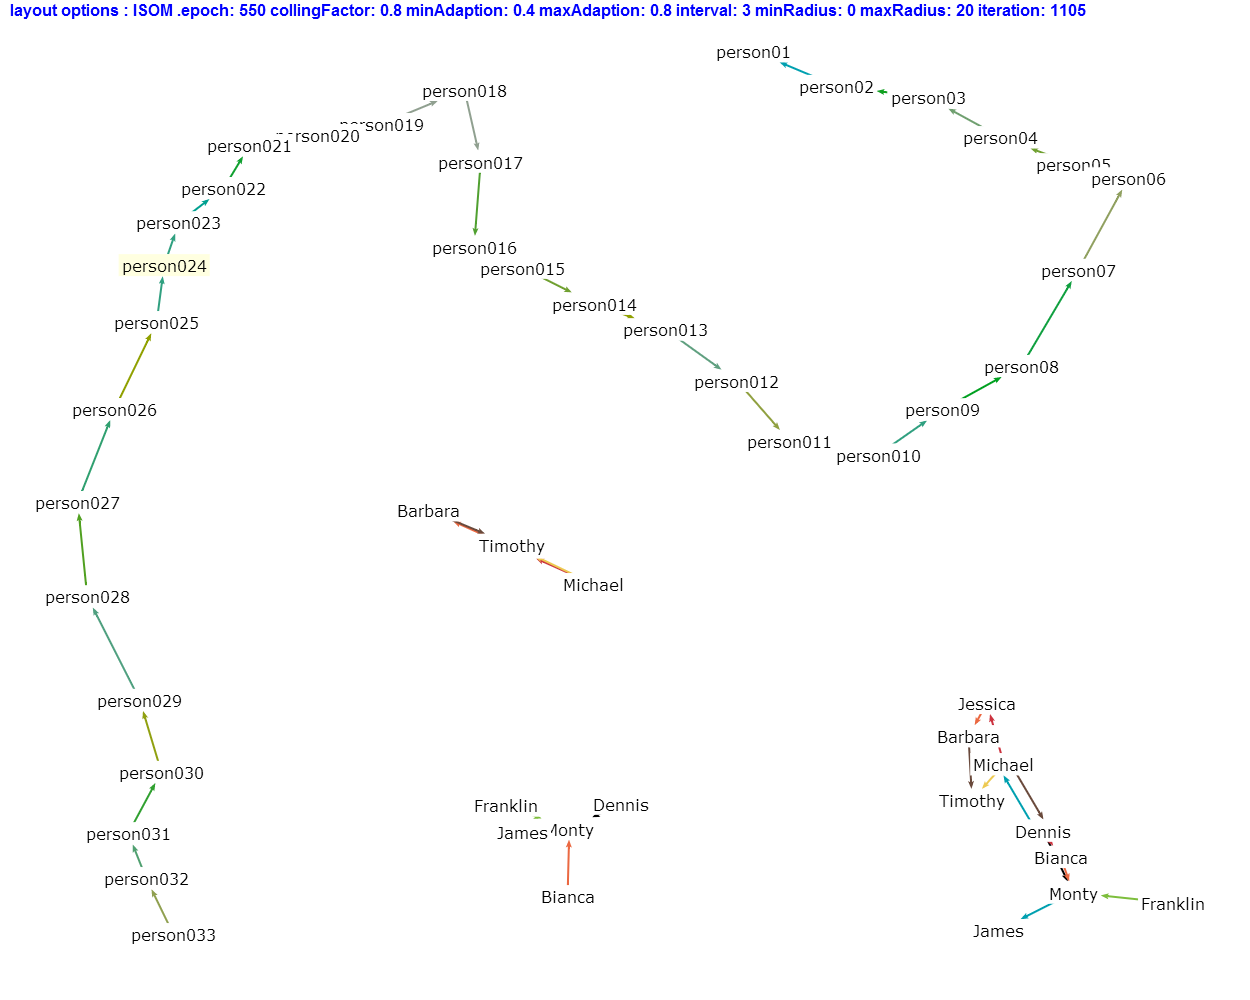 layout options : ISOM .epoch: 550 collingFactor: 0.8 minAdaption: 0.4 maxAdaption: 0.8 interval: 3 minRadius: 0 maxRadius: 20 iteration: 1105
person01
person02
person03
person04
person05
person06
person07
person08
person09
person010
person011
person012
person013
person014
person015
person016
person017
person018
person019
person020
person021
person022
person023
person024
person025
person026
person027
person028
person029
person030
person031
person032
person033
Barbara
Timothy
Michael
Franklin
Dennis
James
Monty
Bianca
Jessica
Barbara
Michael
Timothy
Dennis
Bianca
Monty
Franklin
James